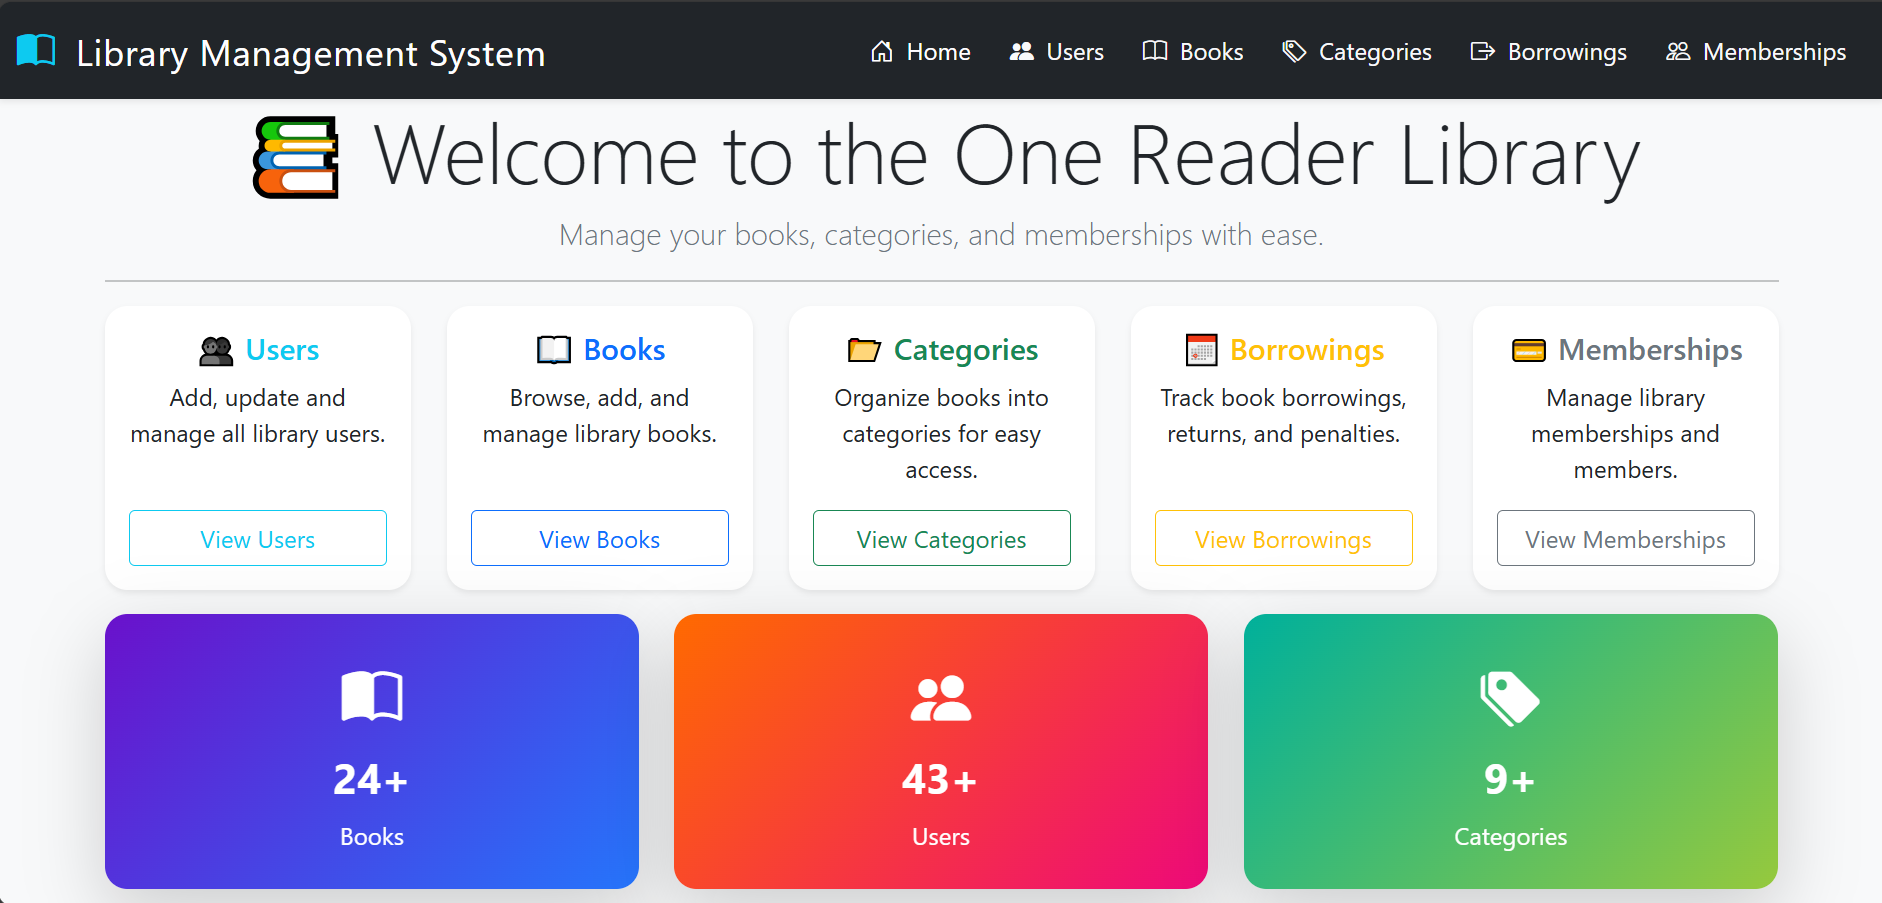 Library Management System
Home
Users
Books
Categories
Borrowings
Memberships
Welcome to the One Reader Library
Manage your books, categories, and memberships with ease.
Users
Add, update and
manage all library users.
View Users
Books
Browse, add, and
manage library books.
View Books
Categories
Organize books into
categories for easy
access.
View Categories
Borrowings
Track book borrowings,
returns, and penalties.
View Borrowings
Memberships
Manage library
memberships and
members.
View Memberships
24+
Books
43+
Users
9+
Categories